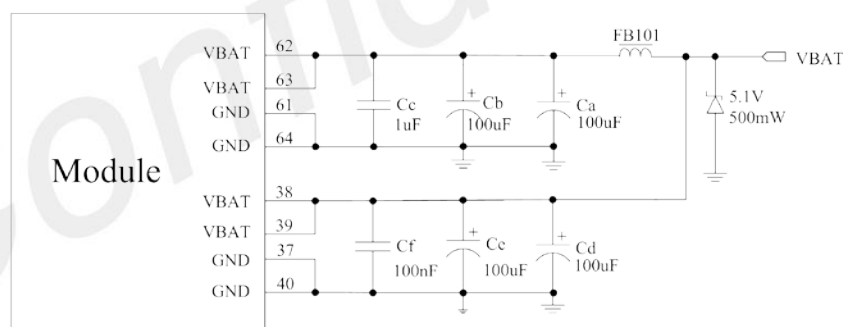 VBAT 62
VBAT 63
GND 61
GND 64
Module
VBAT 38
VBAT 39
GND 37
GND 40
FB101
VBAT
5.1V
500mW
Cc
1uF
+
Cb
100uF
+
Ca
100uF
Cf
100nF
+
Ce
100uF
+
Cd
100uF